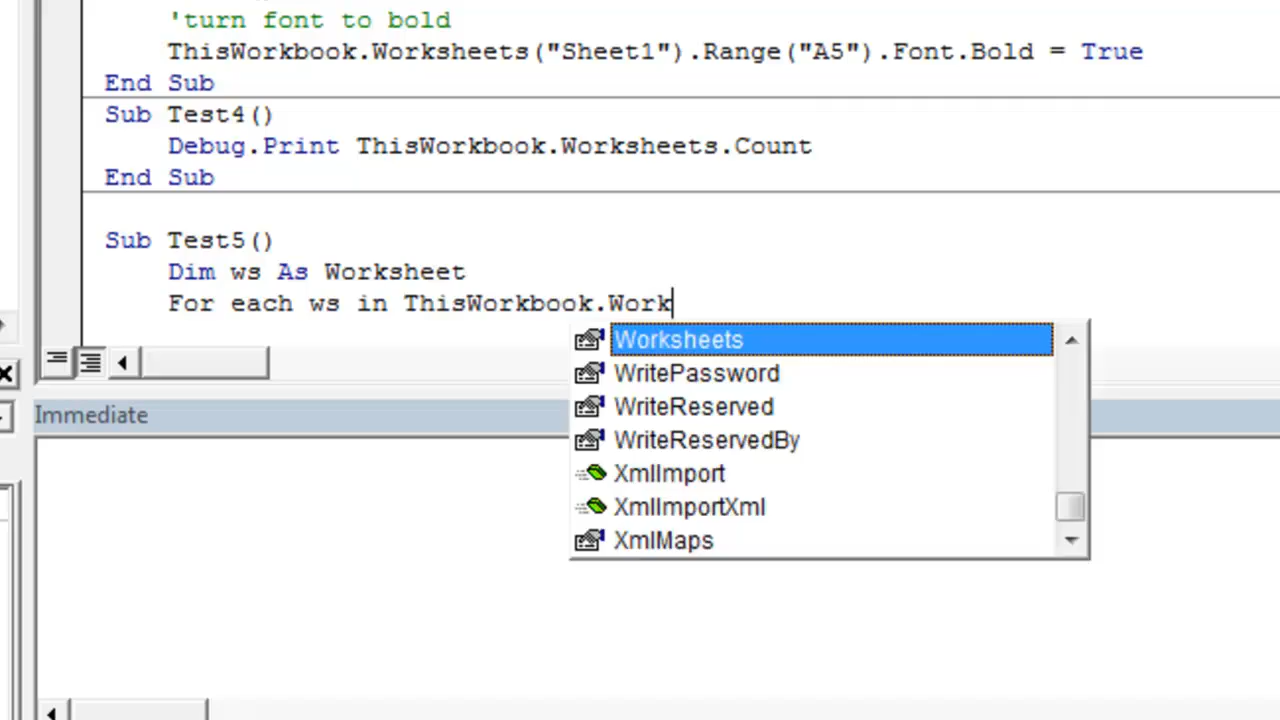 'turn font to bold
ThisWorkbook.Worksheets("Sheet1").Range("A5").Font.Bold = True
End Sub
Sub Test4()
Debug.Print ThisWorkbook.Worksheets.Count
End Sub
Sub Test5()
Dim ws As Worksheet
For each ws in ThisWorkbook.Work
Worksheets
WritePassword
WriteReserved
WriteReservedBy
XmlImport
XmlImportXml
XmlMaps
Immediate